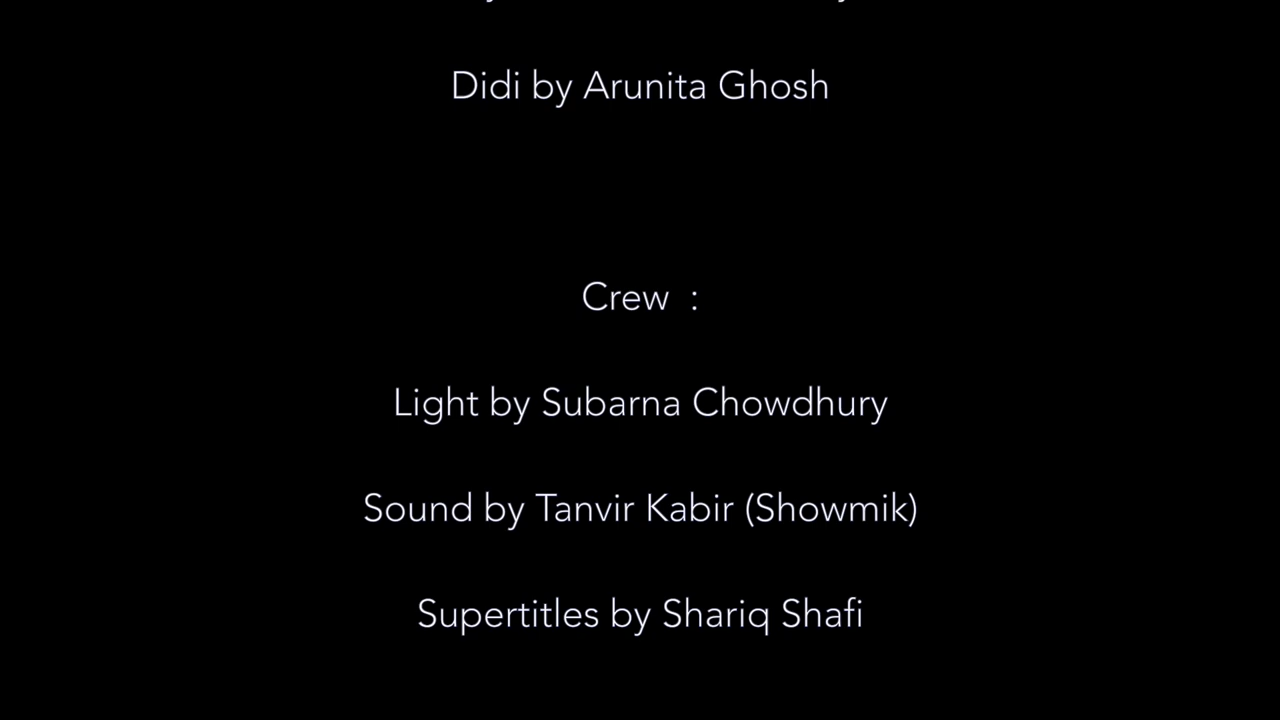 Didi by Arunita Ghosh
Crew :
Light by Subarna Chowdhury
Sound by Tanvir Kabir (Showmik)
Supertitles by Shariq Shafi